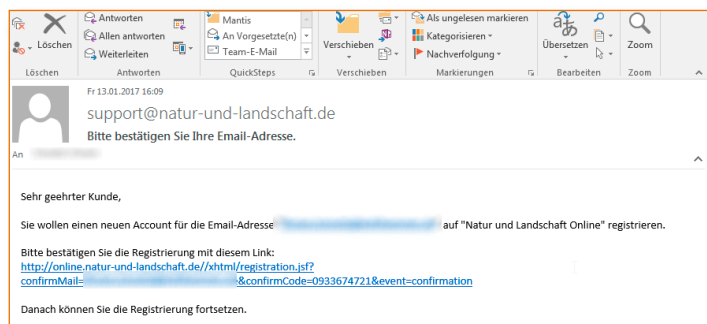 Antworten Mantis Als ungelesen markieren
Löschen Allen antworten An Vorgesetzte(n) Verschieben Kategorisieren Übersetzen Zoom
Weiterleiten Team-E-Mail Nachverfolgung
Löschen Antworten QuickSteps Verschieben Markierungen Bearbeiten Zoom
Fr 13.01.2017 16:09
support@natur-und-landschaft.de
Bitte bestätigen Sie Ihre Email-Adresse.
An
Sehr geehrter Kunde,
Sie wollen einen neuen Account für die Email-Adresse auf "Natur und Landschaft Online" registrieren.
Bitte bestätigen Sie die Registrierung mit diesem Link:
http://online.natur-und-landschaft.de//xhtml/registration.jsf?
confirmMail= &confirmCode=0933674721&event=confirmation
Danach können Sie die Registrierung fortsetzen.